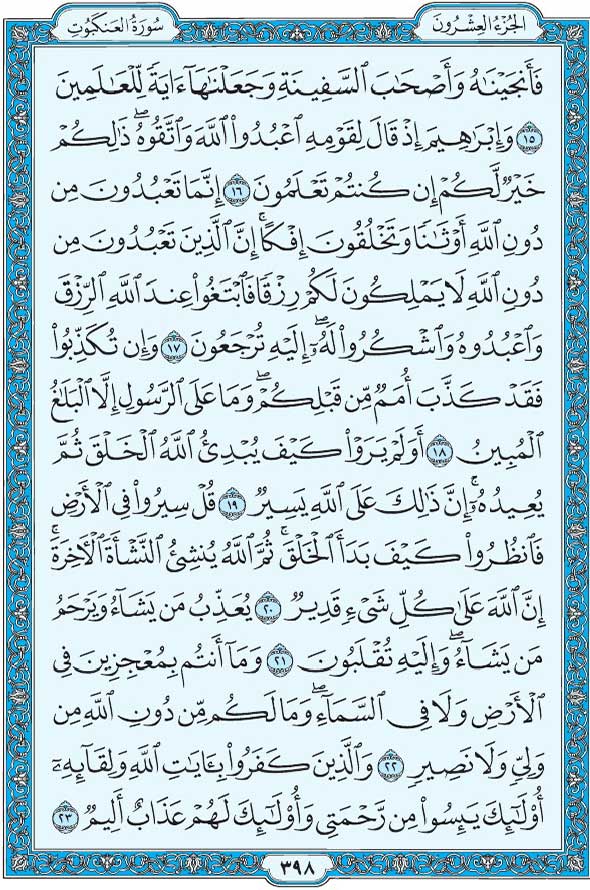 الجُزْءُ العِشْرُونَ
سُورَةُ العَنكَبُوتِ
فَأَنجَيْنَٰهُ وَأَصْحَٰبَ ٱلسَّفِينَةِ وَجَعَلْنَٰهَآ ءَايَةً لِّلْعَٰلَمِينَ
١٥ وَإِبْرَٰهِيمَ إِذْ قَالَ لِقَوْمِهِ ٱعْبُدُوا۟ ٱللَّهَ وَٱتَّقُوهُ ۖ ذَٰلِكُمْ
خَيْرٌ لَّكُمْ إِن كُنتُمْ تَعْلَمُونَ ١٦ إِنَّمَا تَعْبُدُونَ مِن
دُونِ ٱللَّهِ أَوْثَٰنًا وَتَخْلُقُونَ إِفْكًا ۚ إِنَّ ٱلَّذِينَ تَعْبُدُونَ مِن
دُونِ ٱللَّهِ لَا يَمْلِكُونَ لَكُمْ رِزْقًا فَٱبْتَغُوا۟ عِندَ ٱللَّهِ ٱلرِّزْقَ
وَٱعْبُدُوهُ وَٱشْكُرُوا۟ لَهُۥٓ ۖ إِلَيْهِ تُرْجَعُونَ ١٧ وَإِن تُكَذِّبُوا۟
فَقَدْ كَذَّبَ أُمَمٌ مِّن قَبْلِكُمْ ۖ وَمَا عَلَى ٱلرَّسُولِ إِلَّا ٱلْبَلَٰغُ
ٱلْمُبِينُ ١٨ أَوَلَمْ يَرَوْا۟ كَيْفَ يُبْدِئُ ٱللَّهُ ٱلْخَلْقَ ثُمَّ
يُعِيدُهُۥٓ ۚ إِنَّ ذَٰلِكَ عَلَى ٱللَّهِ يَسِيرٌ ١٩ قُلْ سِيرُوا۟ فِى ٱلْأَرْضِ
فَٱنظُرُوا۟ كَيْفَ بَدَأَ ٱلْخَلْقَ ۚ ثُمَّ ٱللَّهُ يُنشِئُ ٱلنَّشْأَةَ ٱلْءَاخِرَةَ ۚ
إِنَّ ٱللَّهَ عَلَىٰ كُلِّ شَىْءٍ قَدِيرٌ ٢٠ يُعَذِّبُ مَن يَشَآءُ وَيَرْحَمُ
مَن يَشَآءُ ۖ وَإِلَيْهِ تُقْلَبُونَ ٢١ وَمَآ أَنتُم بِمُعْجِزِينَ فِى
ٱلْأَرْضِ وَلَا فِى ٱلسَّمَآءِ ۖ وَمَا لَكُم مِّن دُونِ ٱللَّهِ مِن
وَلِىٍّ وَلَا نَصِيرٍ ٢٢ وَٱلَّذِينَ كَفَرُوا۟ بِـَٔايَٰتِ ٱللَّهِ وَلِقَآئِهِۦٓ
أُو۟لَٰٓئِكَ يَئِسُوا۟ مِن رَّحْمَتِى وَأُو۟لَٰٓئِكَ لَهُمْ عَذَابٌ أَلِيمٌ ٢٣
٣٩٨